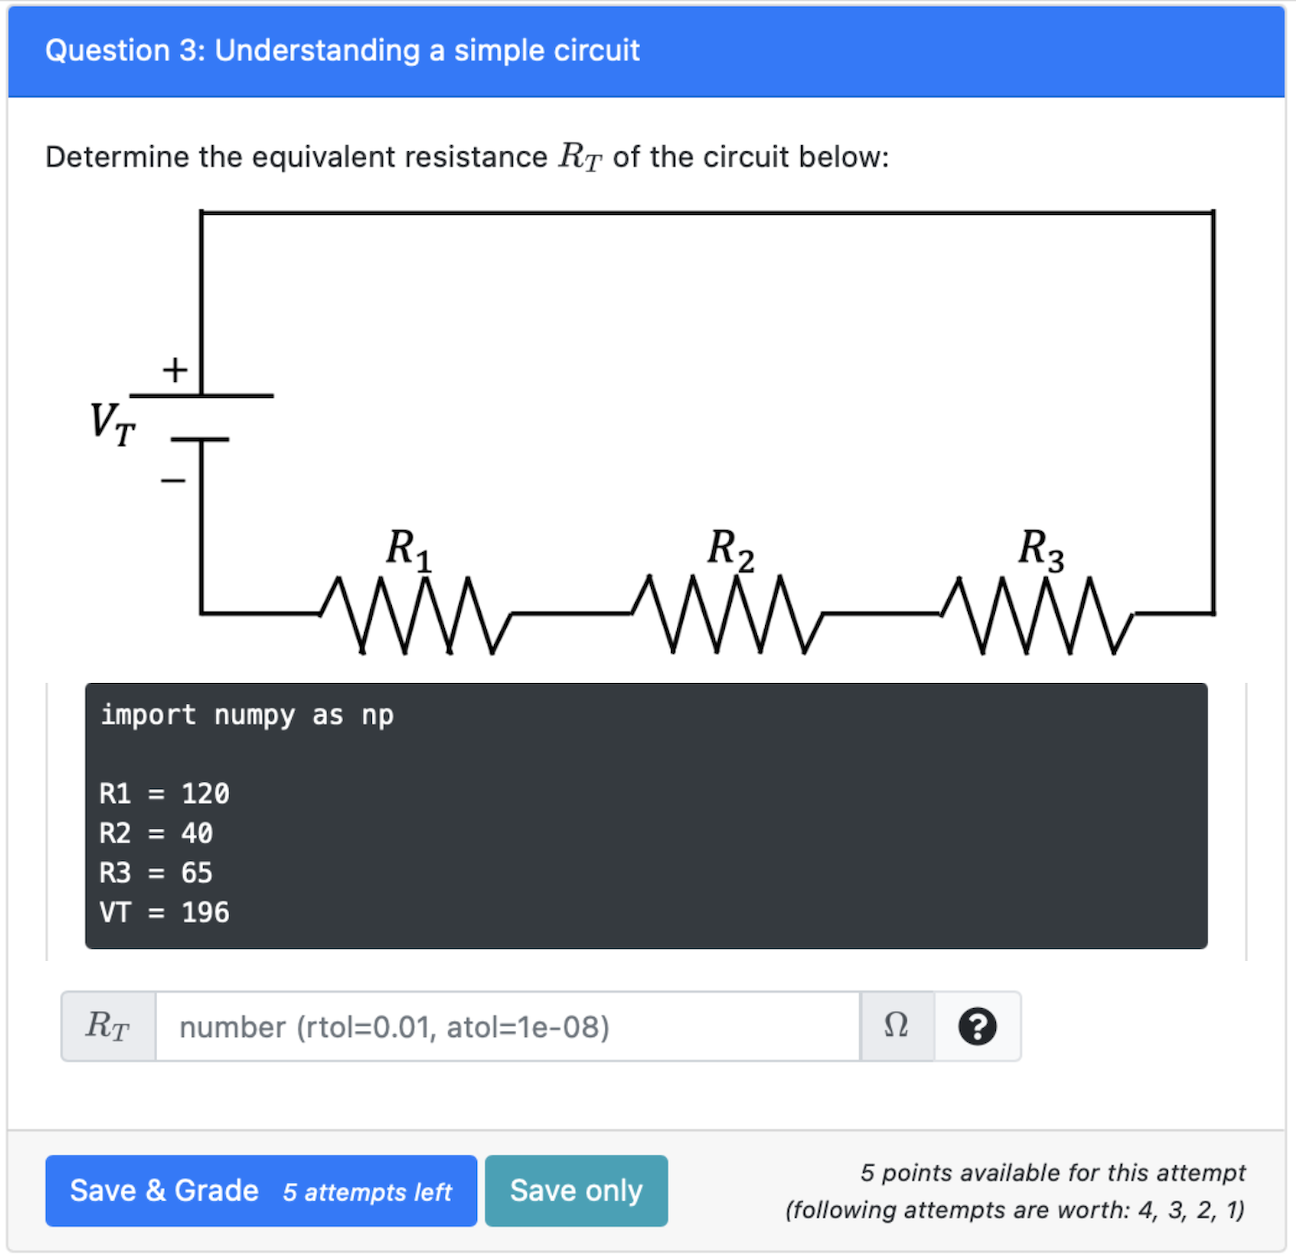 Question 3: Understanding a simple circuit
Determine the equivalent resistance R_T of the circuit below:
+
V_T
−
R_1 R_2 R_3
import numpy as np
R1 = 120
R2 = 40
R3 = 65
VT = 196
R_T number (rtol=0.01, atol=1e-08) Ω ?
Save & Grade 5 attempts left Save only
5 points available for this attempt
(following attempts are worth: 4, 3, 2, 1)